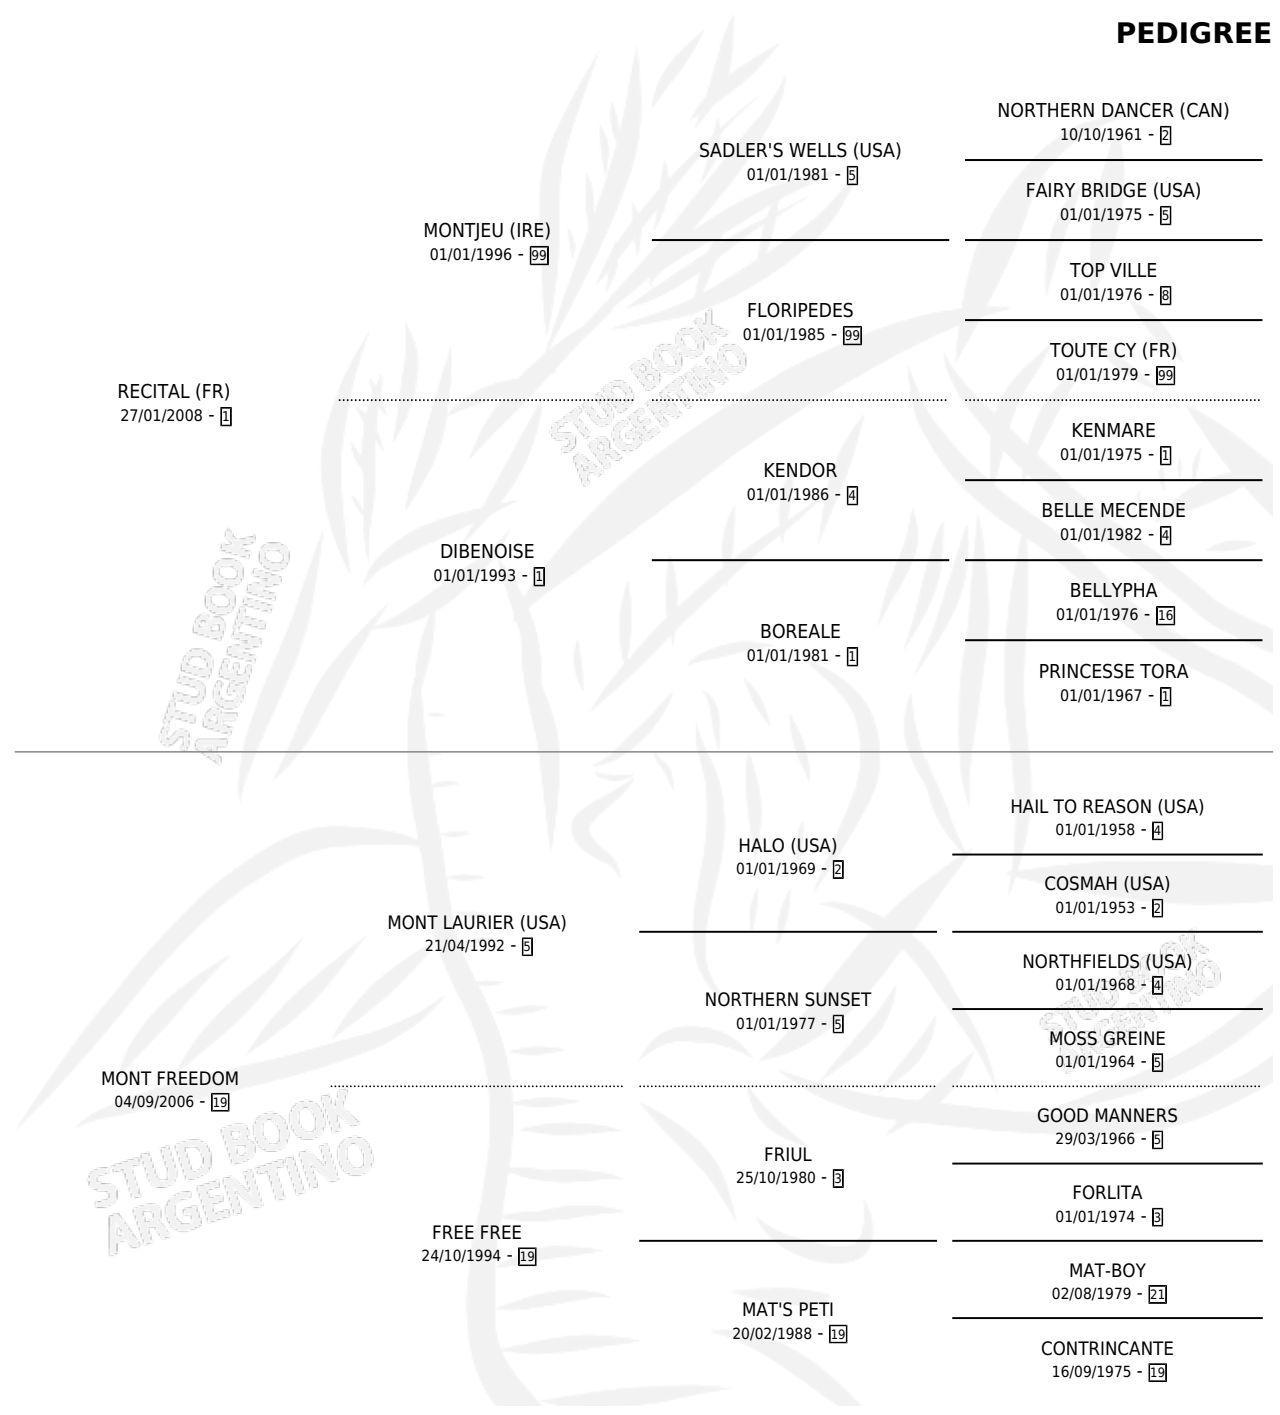 PEDIGREE
NORTHERN DANCER (CAN)
10/10/1961 - 2
SADLER'S WELLS (USA)
01/01/1981 - 5
FAIRY BRIDGE (USA)
01/01/1975 - 5
MONTJEU (IRE)
01/01/1996 - 99
TOP VILLE
01/01/1976 - 8
FLORIPEDES
01/01/1985 - 99
TOUTE CY (FR)
01/01/1979 - 99
RECITAL (FR)
27/01/2008 - 1
STUD BOOK
ARGENTINO
KENMARE
01/01/1975 - 1
KENDOR
01/01/1986 - 4
BELLE MECENDE
01/01/1982 - 4
DIBENOISE
01/01/1993 - 1
BELLYPHA
01/01/1976 - 16
BOREALE
01/01/1981 - 1
PRINCESSE TORA
01/01/1967 - 1
STUD BOOK
ARGENTINO
HAIL TO REASON (USA)
01/01/1958 - 4
HALO (USA)
01/01/1969 - 2
COSMAH (USA)
01/01/1953 - 2
MONT LAURIER (USA)
21/04/1992 - 5
NORTHFIELDS (USA)
01/01/1968 - 4
NORTHERN SUNSET
01/01/1977 - 5
STUD BOOK
ARGENTINO
MOSS GREINE
01/01/1964 - 5
MONT FREEDOM
04/09/2006 - 19
GOOD MANNERS
29/03/1966 - 5
FRIUL
25/10/1980 - 3
FORLITA
01/01/1974 - 3
STUD BOOK
ARGENTINO
FREE FREE
24/10/1994 - 19
MAT-BOY
02/08/1979 - 21
MAT'S PETI
20/02/1988 - 19
CONTRINCANTE
16/09/1975 - 19